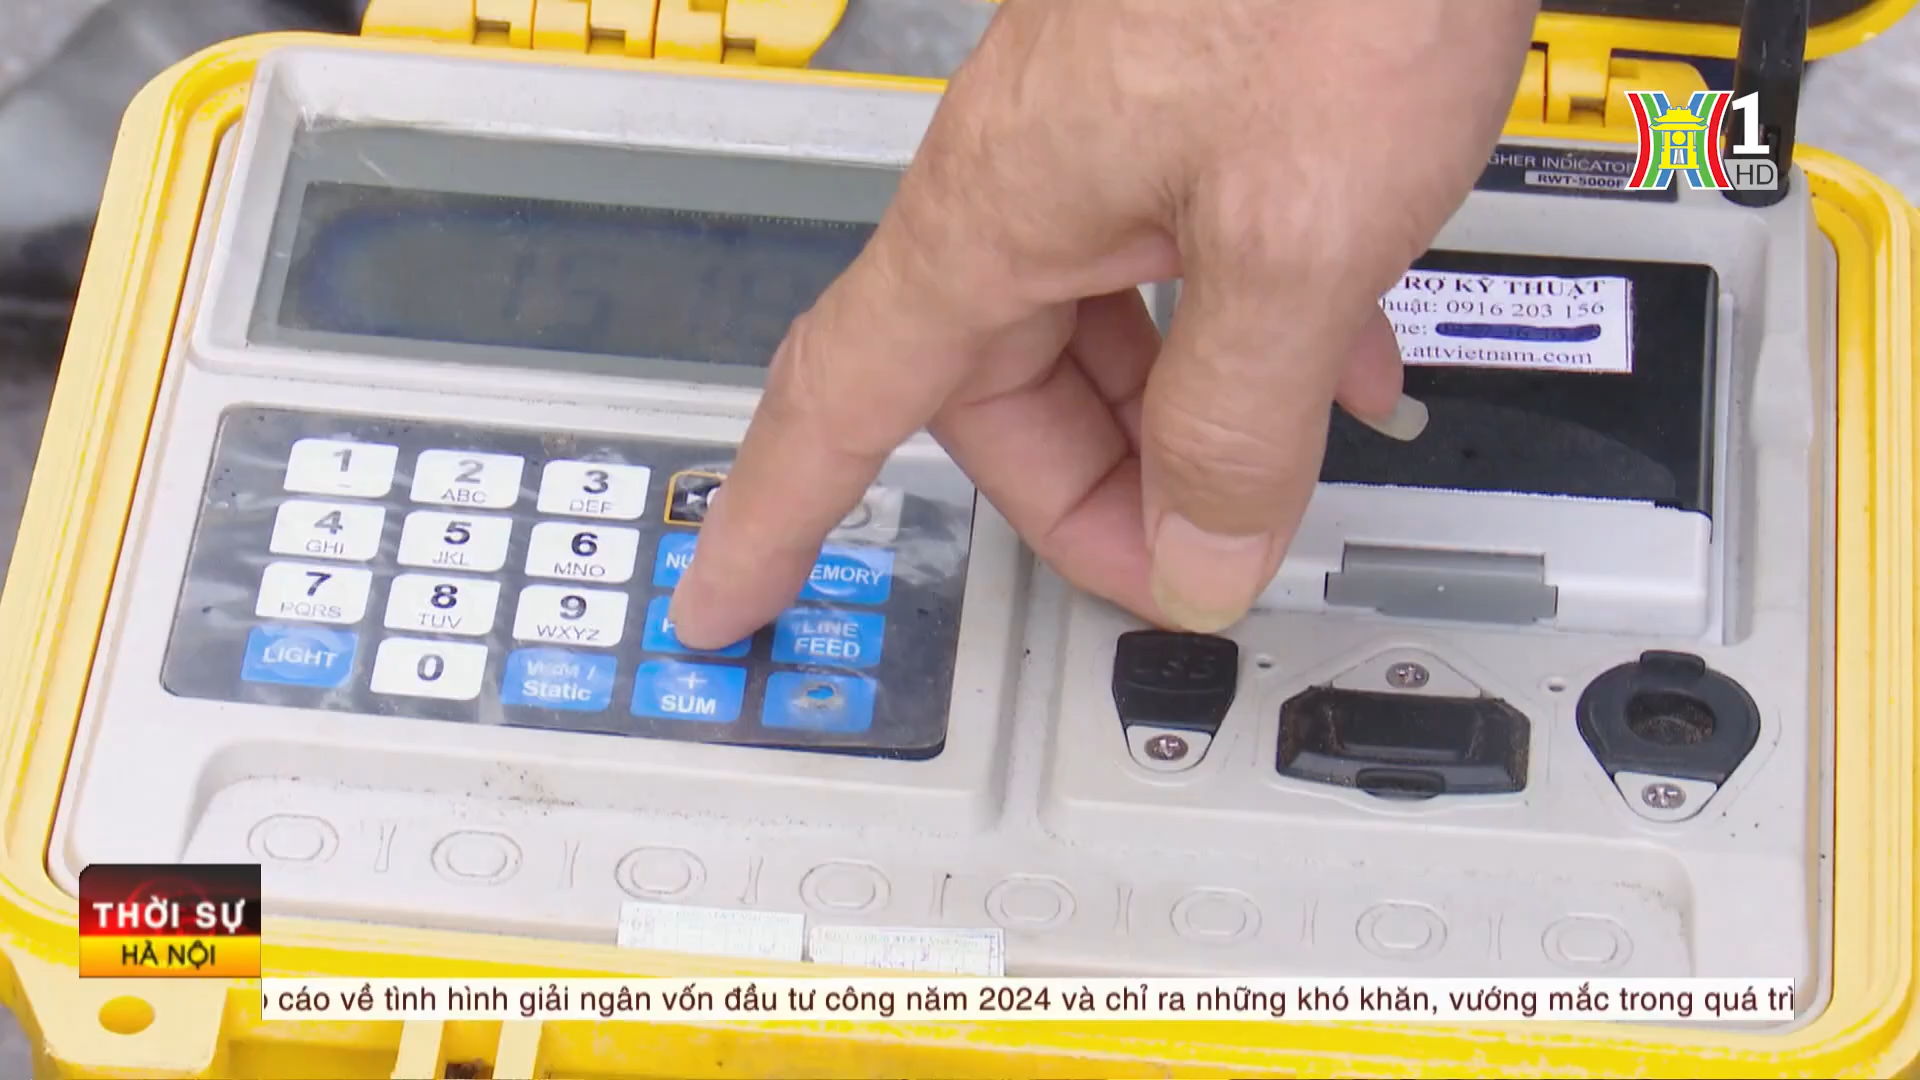 1
HD
GHER INDICATOR
RWT-5000F
RỢ KỸ THUẬT
huật: 0916 203 156
ne:
.attvietnam.com
1
2
ABC
3
DEF
4
GHI
5
JKL
6
MNO
7
PQRS
8
TUV
9
WXYZ
0
LIGHT
Static
+
SUM
EMORY
LINE
FEED
THỜI SỰ
HÀ NỘI
cáo về tình hình giải ngân vốn đầu tư công năm 2024 và chỉ ra những khó khăn, vướng mắc trong quá trì